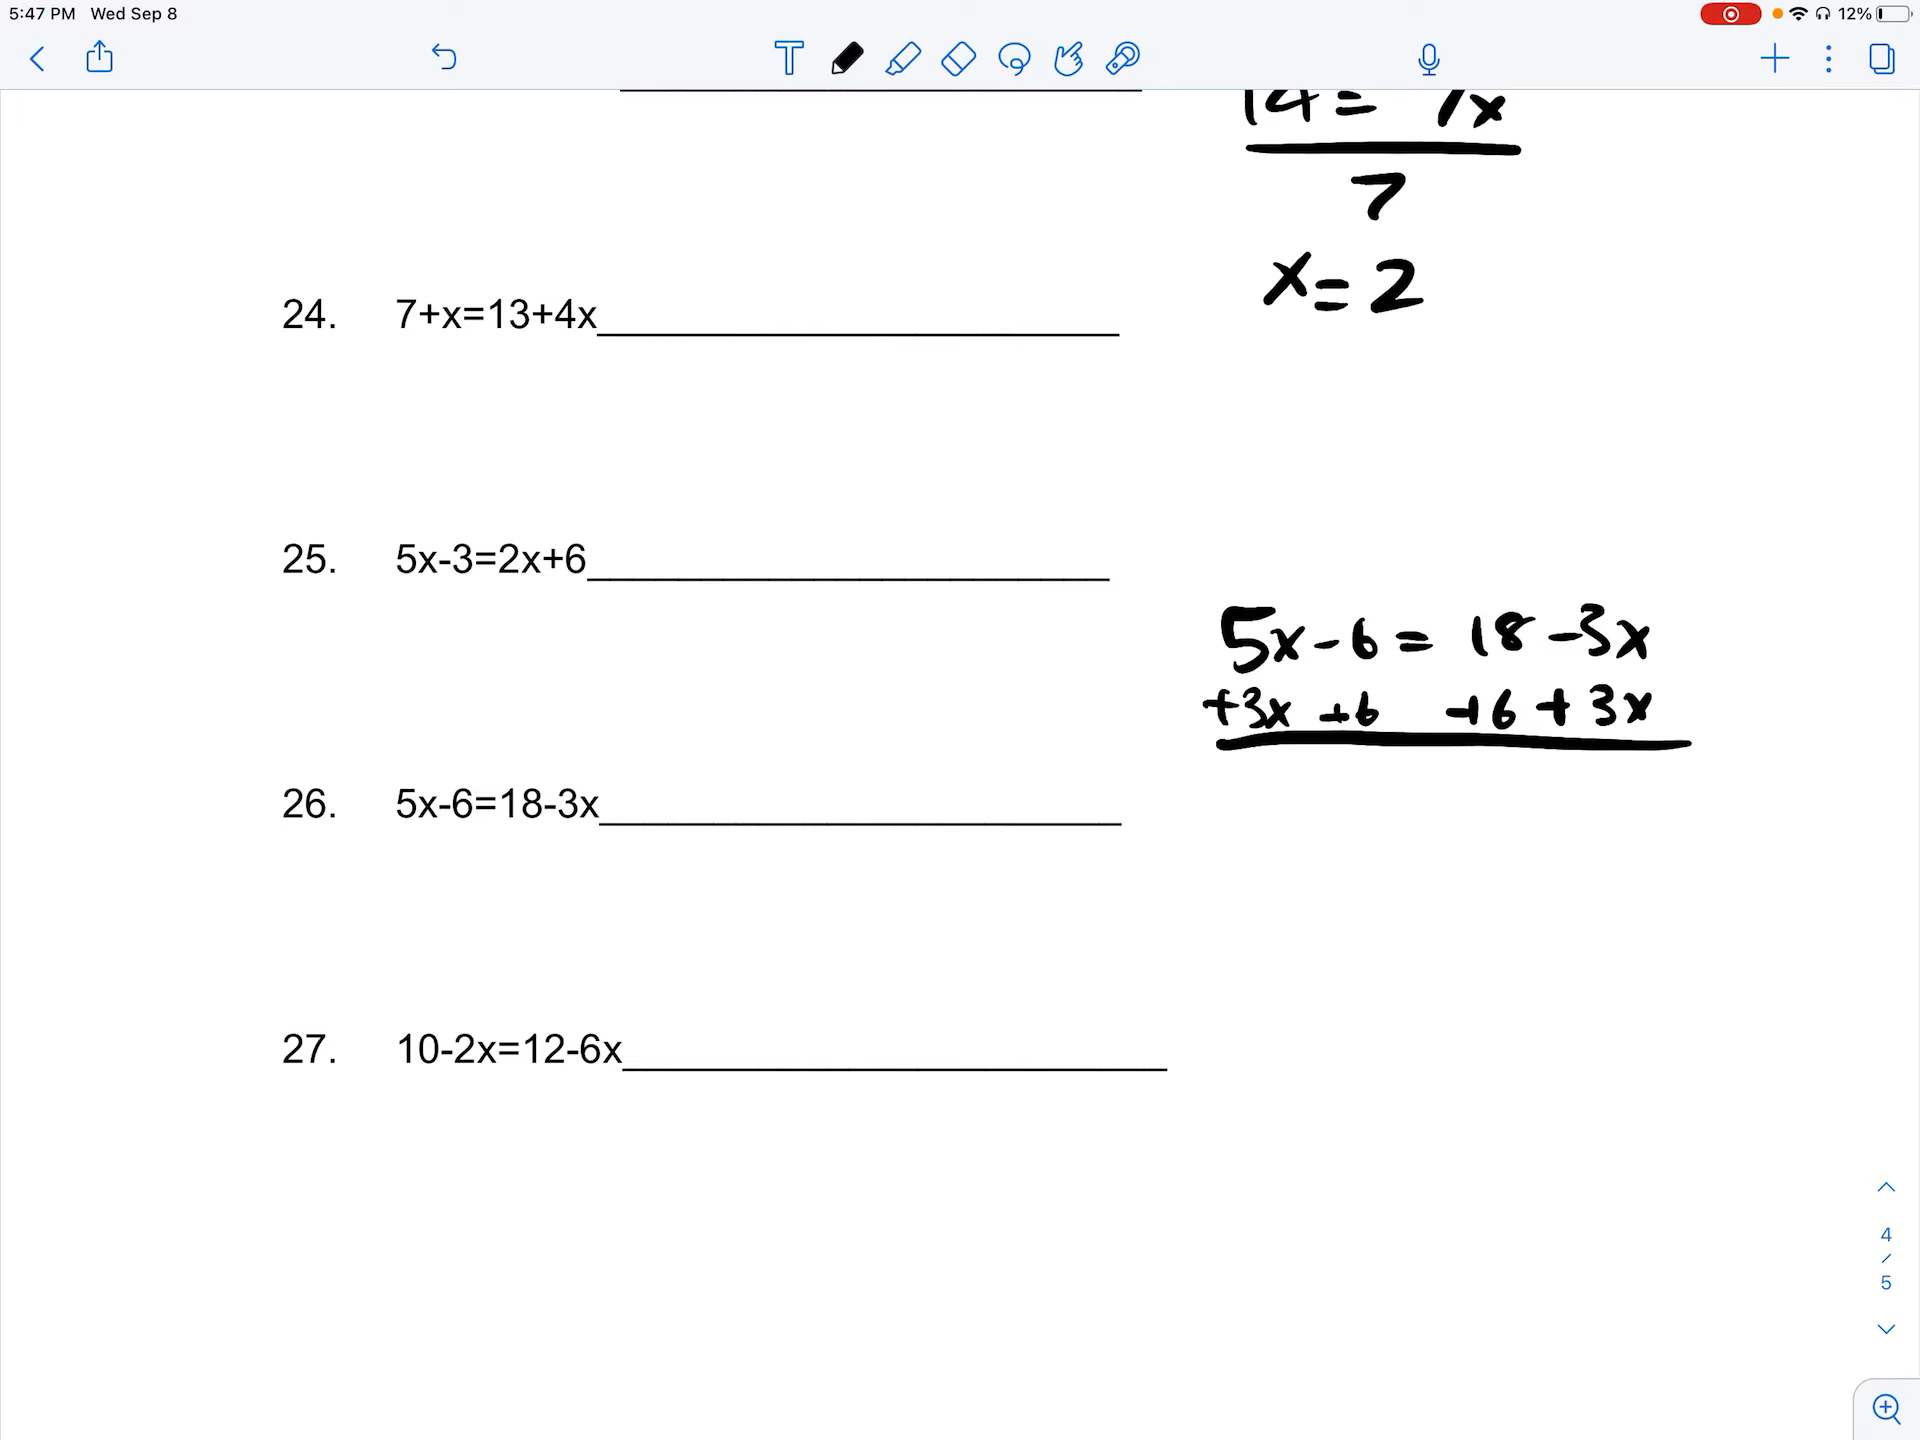 5:47 PM Wed Sep 8
12%
14 = 7x
7
x = 2
24. 7+x=13+4x
25. 5x-3=2x+6
5x - 6 = 18 - 3x
+3x +6 +6 + 3x
26. 5x-6=18-3x
27. 10-2x=12-6x
4
/
5